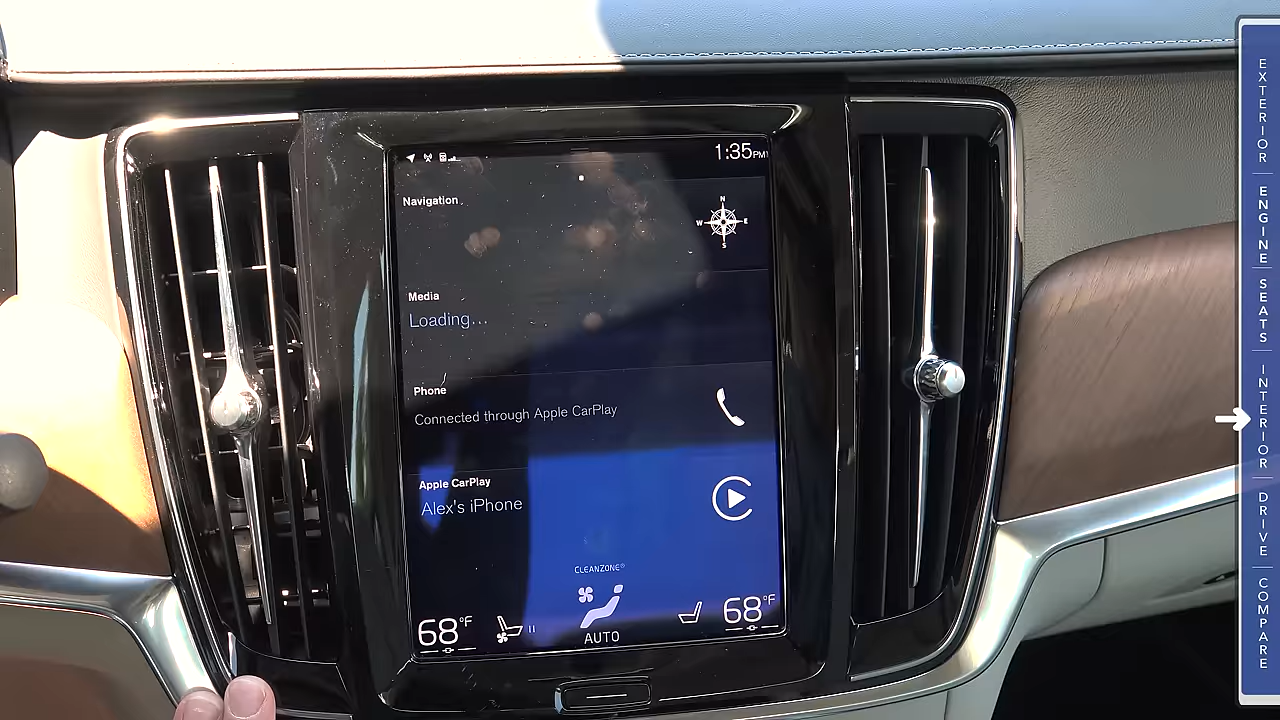 1:35PM
Navigation
N
W E
S
Media
Loading...
Phone
Connected through Apple CarPlay
Apple CarPlay
Alex's iPhone
CLEANZONE®
68°F
AUTO
68°F
EXTERIOR
ENGINE
SEATS
INTERIOR
DRIVE
COMPARE